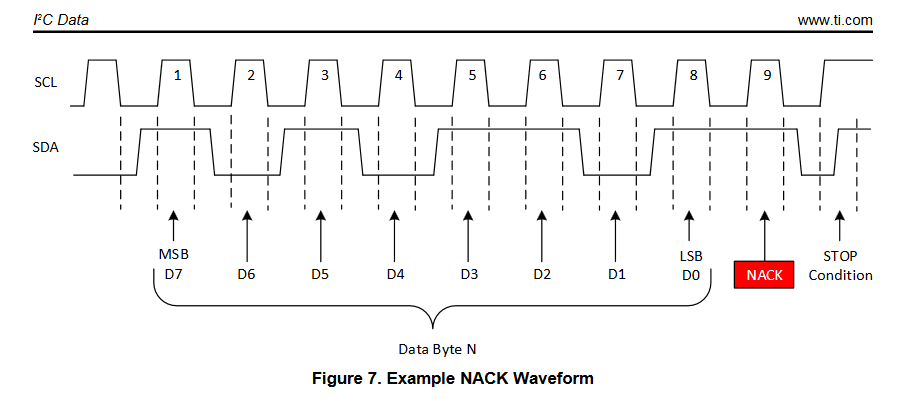 I²C Data www.ti.com
SCL 1 2 3 4 5 6 7 8 9
SDA
MSB LSB STOP
D7 D6 D5 D4 D3 D2 D1 D0 NACK Condition
Data Byte N
Figure 7. Example NACK Waveform